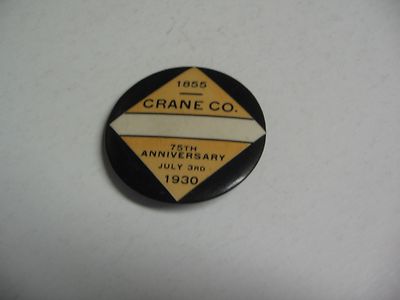 1855
CRANE CO.
75TH
ANNIVERSARY
JULY 3RD
1930